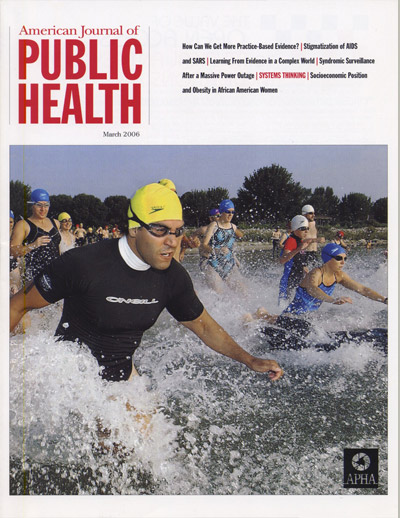 American Journal of
PUBLIC
HEALTH
March 2006
How Can We Get More Practice-Based Evidence? | Stigmatization of AIDS
and SARS | Learning From Evidence in a Complex World | Syndromic Surveillance
After a Massive Power Outage | SYSTEMS THINKING | Socioeconomic Position
and Obesity in African American Women
O'NEILL
APHA